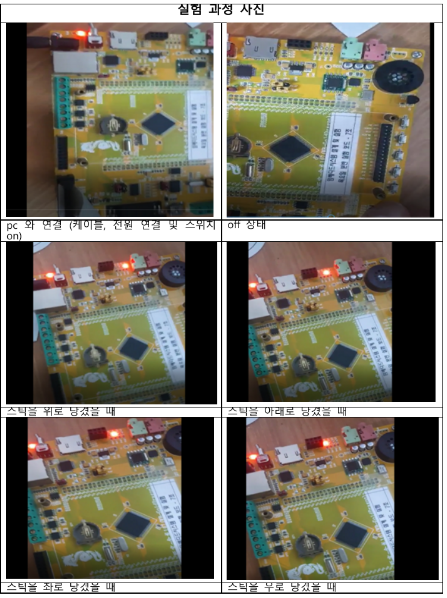 실험 과정 사진
pc 와 연결 (케이블, 전원 연결 및 스위치
on)
off 상태
스틱을 위로 당겼을 때
스틱을 아래로 당겼을 때
스틱을 좌로 당겼을 때
스틱을 우로 당겼을 때